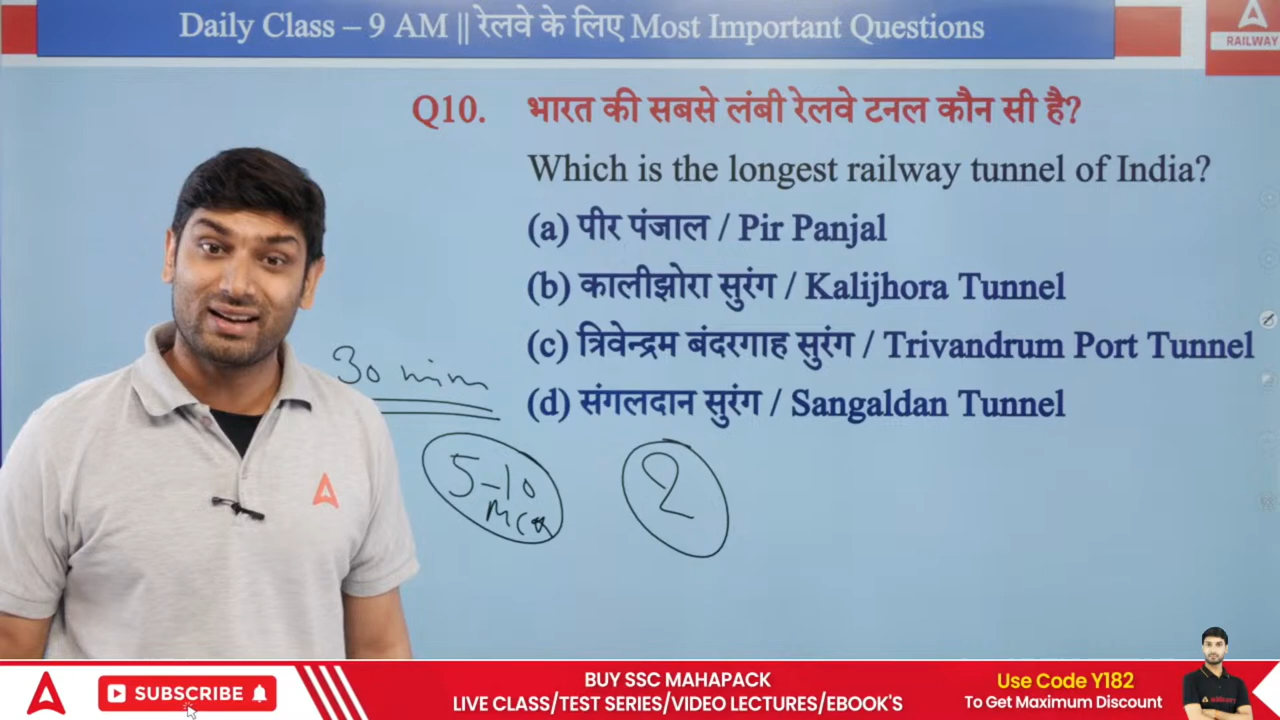 Daily Class – 9 AM || रेलवे के लिए Most Important Questions
RAILWAY
Q10. भारत की सबसे लंबी रेलवे टनल कौन सी है?
Which is the longest railway tunnel of India?
(a) पीर पंजाल / Pir Panjal
(b) कालीझोरा सुरंग / Kalijhora Tunnel
(c) त्रिवेन्द्रम बंदरगाह सुरंग / Trivandrum Port Tunnel
(d) संगलदान सुरंग / Sangaldan Tunnel
30 min
5-10
MCQ
2
SUBSCRIBE
BUY SSC MAHAPACK
LIVE CLASS/TEST SERIES/VIDEO LECTURES/EBOOK'S
Use Code Y182
To Get Maximum Discount